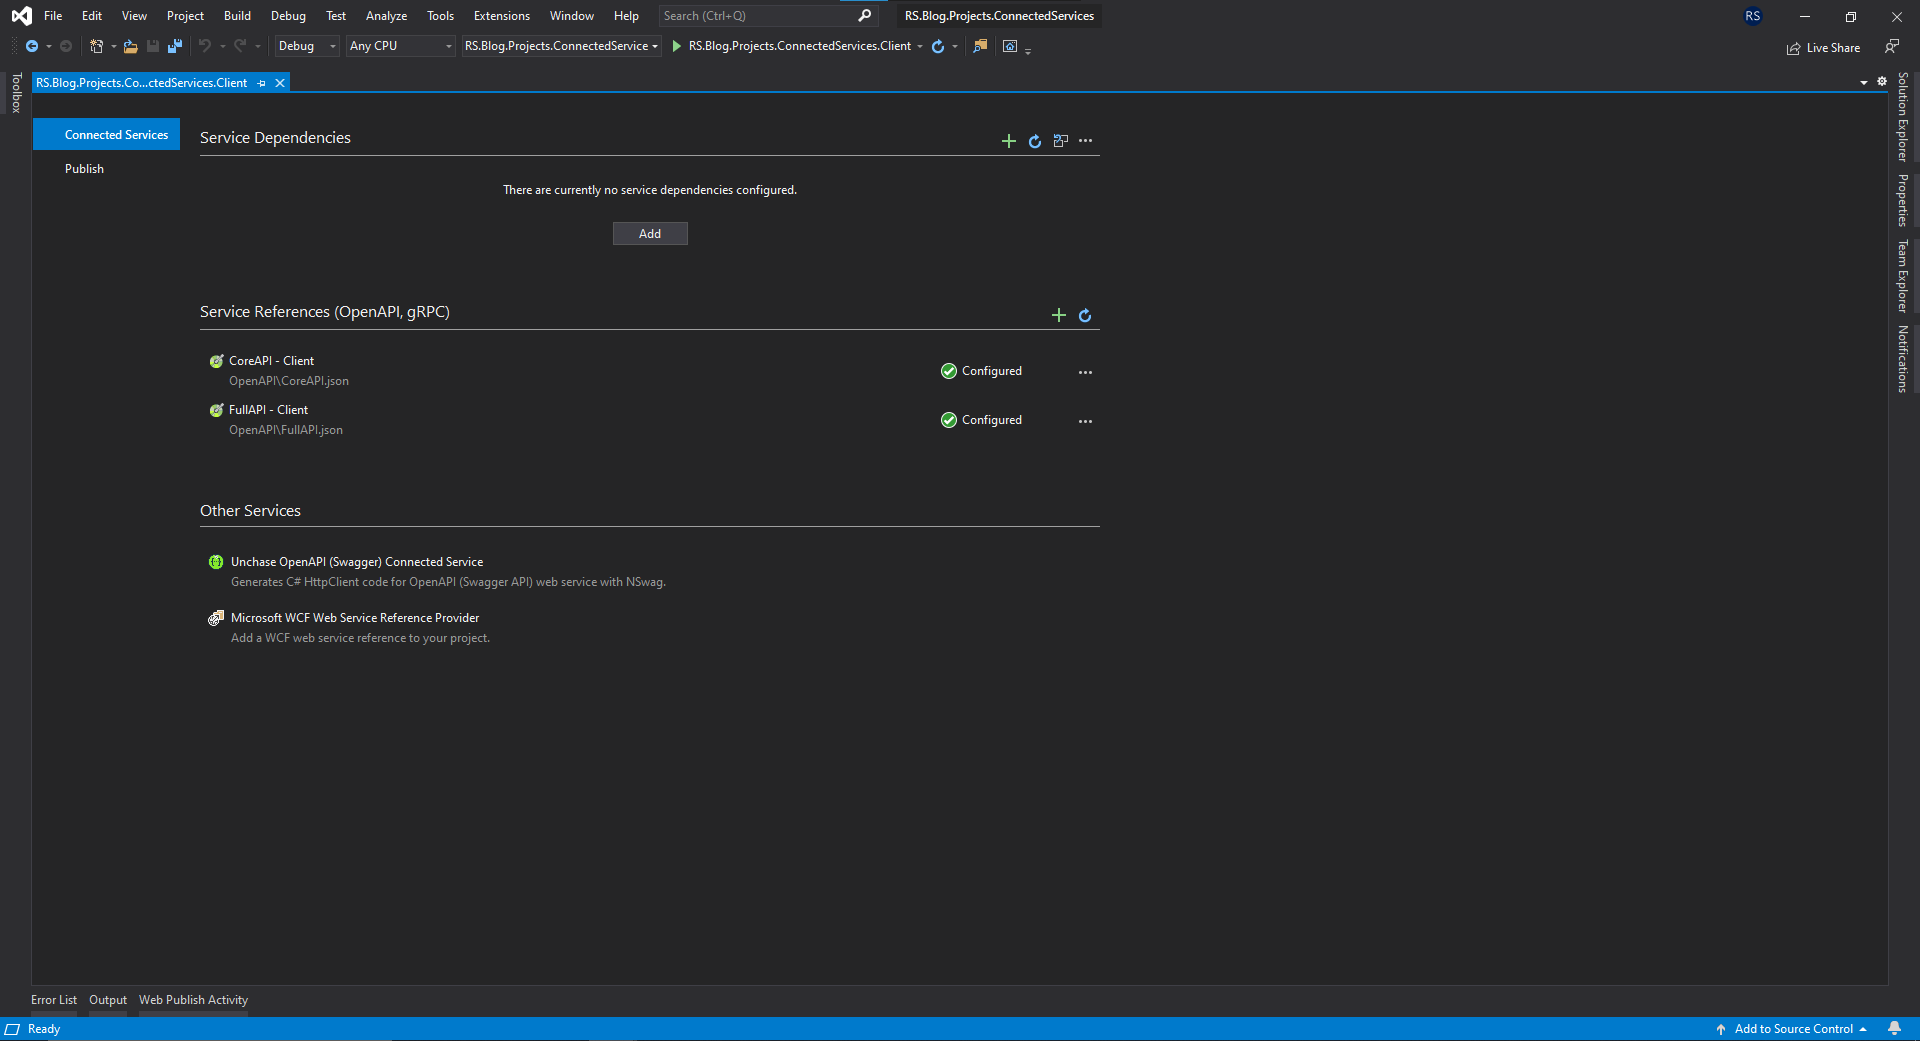 File Edit View Project Build Debug Test Analyze Tools Extensions Window Help Search (Ctrl+Q) RS.Blog.Projects.ConnectedServices RS
Debug Any CPU RS.Blog.Projects.ConnectedService RS.Blog.Projects.ConnectedServices.Client Live Share
Toolbox
RS.Blog.Projects.Co...ctedServices.Client
Connected Services
Publish
Service Dependencies
There are currently no service dependencies configured.
Add
Service References (OpenAPI, gRPC)
CoreAPI - Client
OpenAPI\CoreAPI.json
Configured
FullAPI - Client
OpenAPI\FullAPI.json
Configured
Other Services
Unchase OpenAPI (Swagger) Connected Service
Generates C# HttpClient code for OpenAPI (Swagger API) web service with NSwag.
Microsoft WCF Web Service Reference Provider
Add a WCF web service reference to your project.
Solution Explorer
Properties
Team Explorer
Notifications
Error List Output Web Publish Activity
Ready Add to Source Control